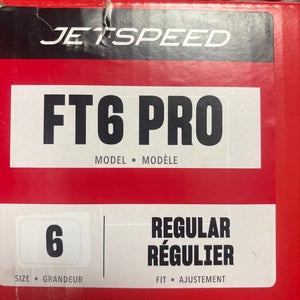 JETSPEED
FT6 PRO
MODEL • MODÈLE
6
SIZE • GRANDEUR
REGULAR
RÉGULIER
FIT • AJUSTEMENT